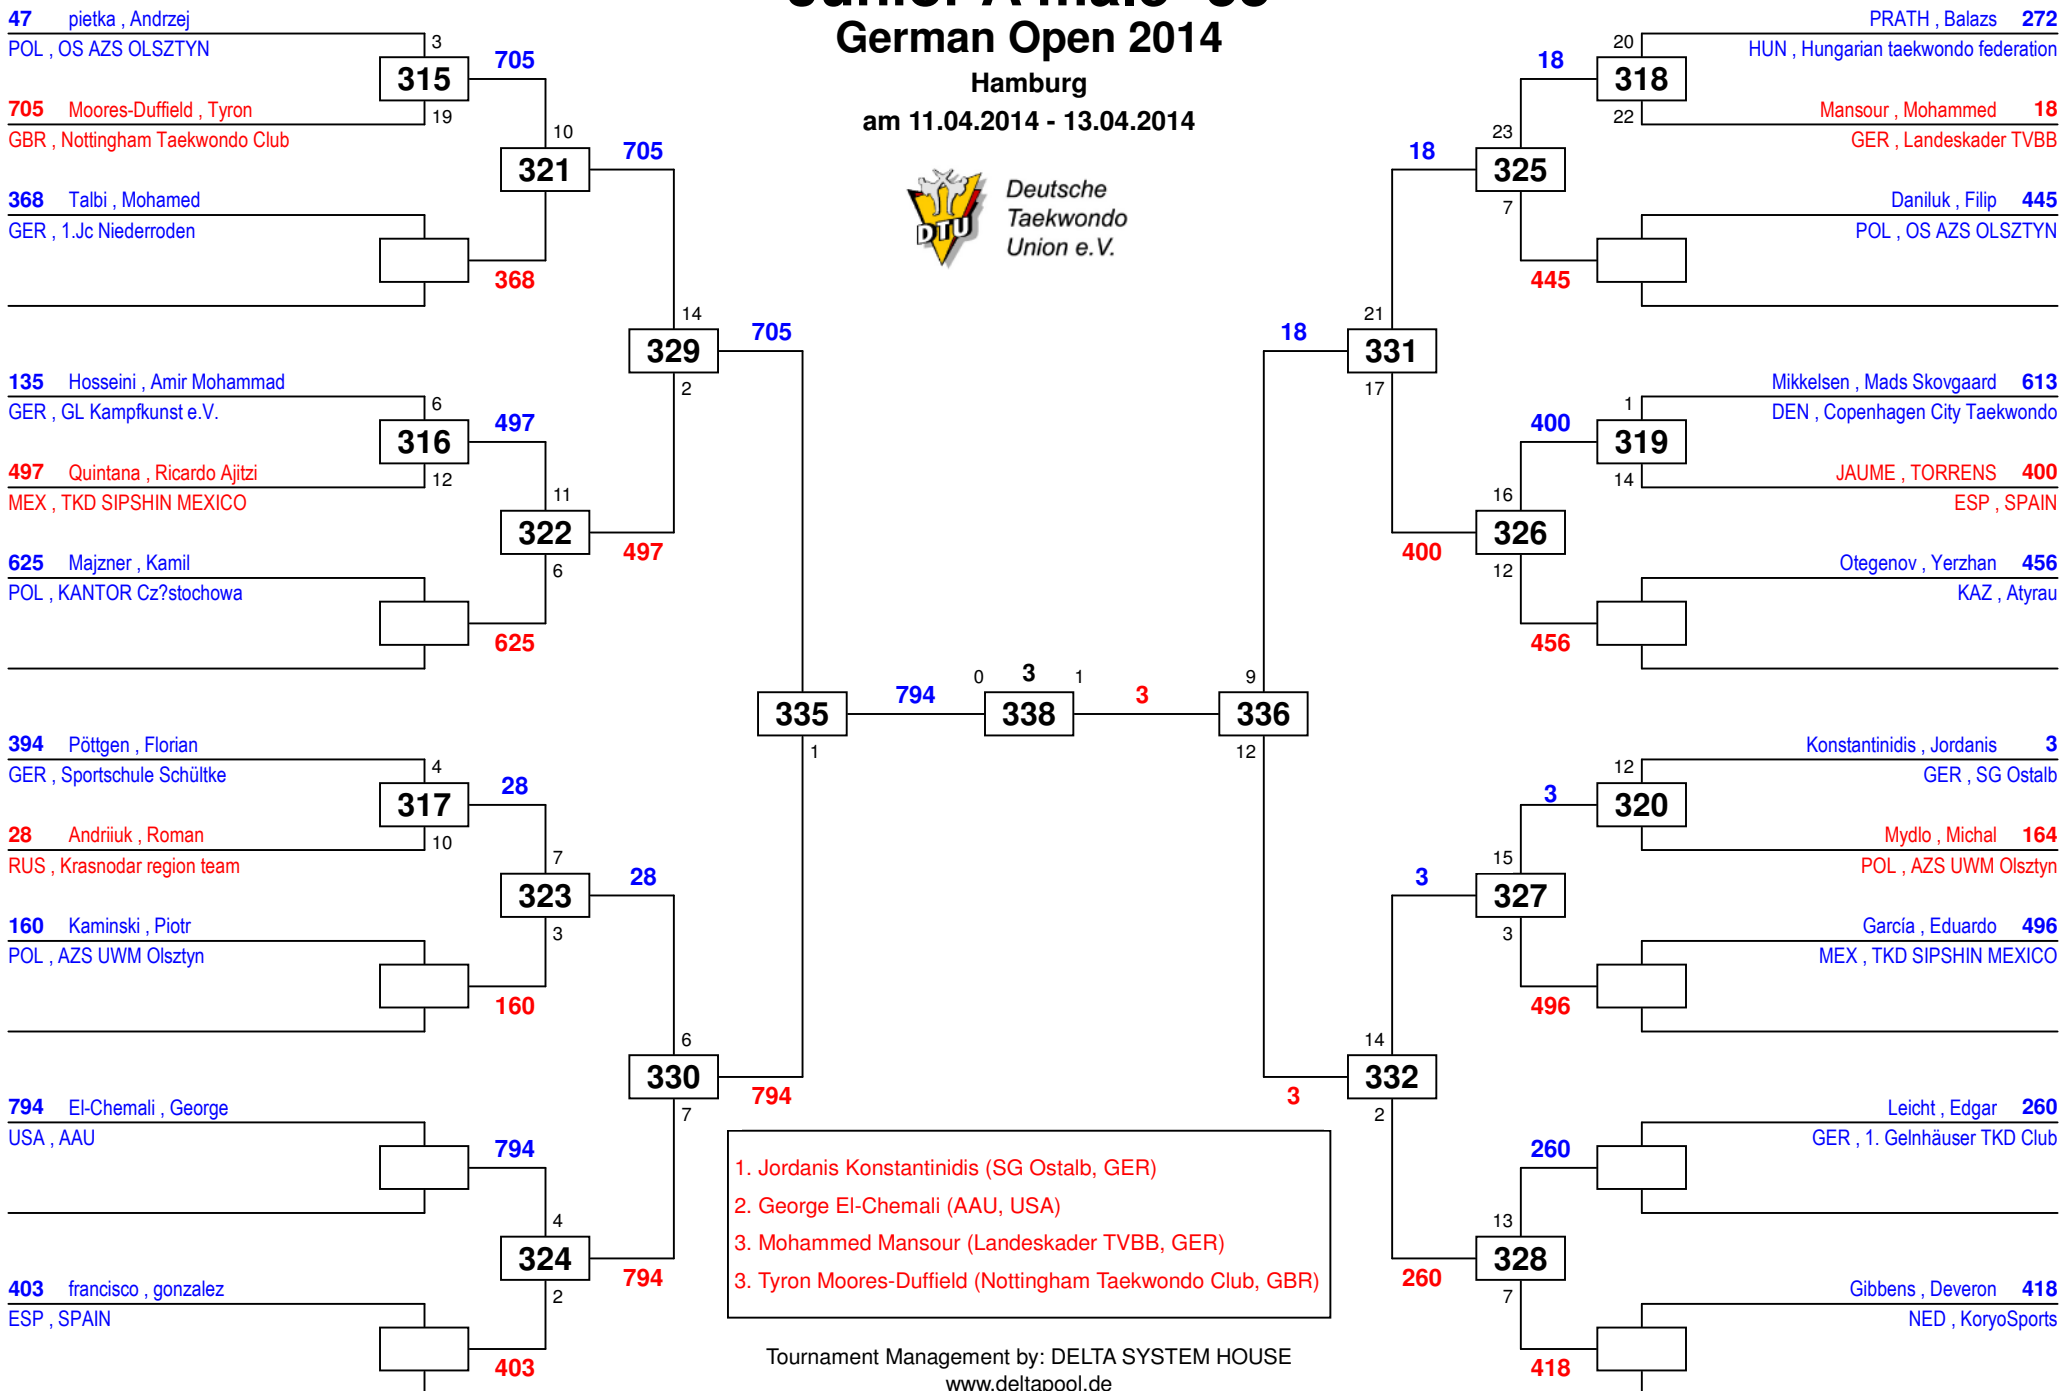 German Open 2014
Hamburg
am 11.04.2014 - 13.04.2014
DTU
Deutsche
Taekwondo
Union e.V.
47 pietka , Andrzej
POL , OS AZS OLSZTYN
3
315
705
705 Moores-Duffield , Tyron
19
GBR , Nottingham Taekwondo Club
10
321
705
368 Talbi , Mohamed
GER , 1.Jc Niederroden
368
14
329
705
2
135 Hosseini , Amir Mohammad
GER , GL Kampfkunst e.V.
6
316
497
497 Quintana , Ricardo Ajitzi
12
MEX , TKD SIPSHIN MEXICO
11
322
497
6
625 Majzner , Kamil
POL , KANTOR Cz?stochowa
625
335
794
1
394 Pöttgen , Florian
GER , Sportschule Schültke
4
317
28
28 Andriiuk , Roman
10
RUS , Krasnodar region team
7
323
28
3
160 Kaminski , Piotr
POL , AZS UWM Olsztyn
160
6
330
794
7
794 El-Chemali , George
USA , AAU
794
4
324
794
2
403 francisco , gonzalez
ESP , SPAIN
403
0 3 1
338
3
PRATH , Balazs 272
HUN , Hungarian taekwondo federation
20
18
318
Mansour , Mohammed 18
22
GER , Landeskader TVBB
23
18
325
7
Daniluk , Filip 445
POL , OS AZS OLSZTYN
445
21
18
331
17
Mikkelsen , Mads Skovgaard 613
DEN , Copenhagen City Taekwondo
1
400
319
JAUME , TORRENS 400
14
ESP , SPAIN
16
326
400
12
Otegenov , Yerzhan 456
KAZ , Atyrau
456
9
336
12
Konstantinidis , Jordanis 3
GER , SG Ostalb
12
3
320
Mydlo , Michal 164
POL , AZS UWM Olsztyn
15
3
327
3
García , Eduardo 496
MEX , TKD SIPSHIN MEXICO
496
14
332
3
2
Leicht , Edgar 260
GER , 1. Gelnhäuser TKD Club
260
13
328
260
7
Gibbens , Deveron 418
NED , KoryoSports
418
1. Jordanis Konstantinidis (SG Ostalb, GER)
2. George El-Chemali (AAU, USA)
3. Mohammed Mansour (Landeskader TVBB, GER)
3. Tyron Moores-Duffield (Nottingham Taekwondo Club, GBR)
Tournament Management by: DELTA SYSTEM HOUSE
www.deltapool.de